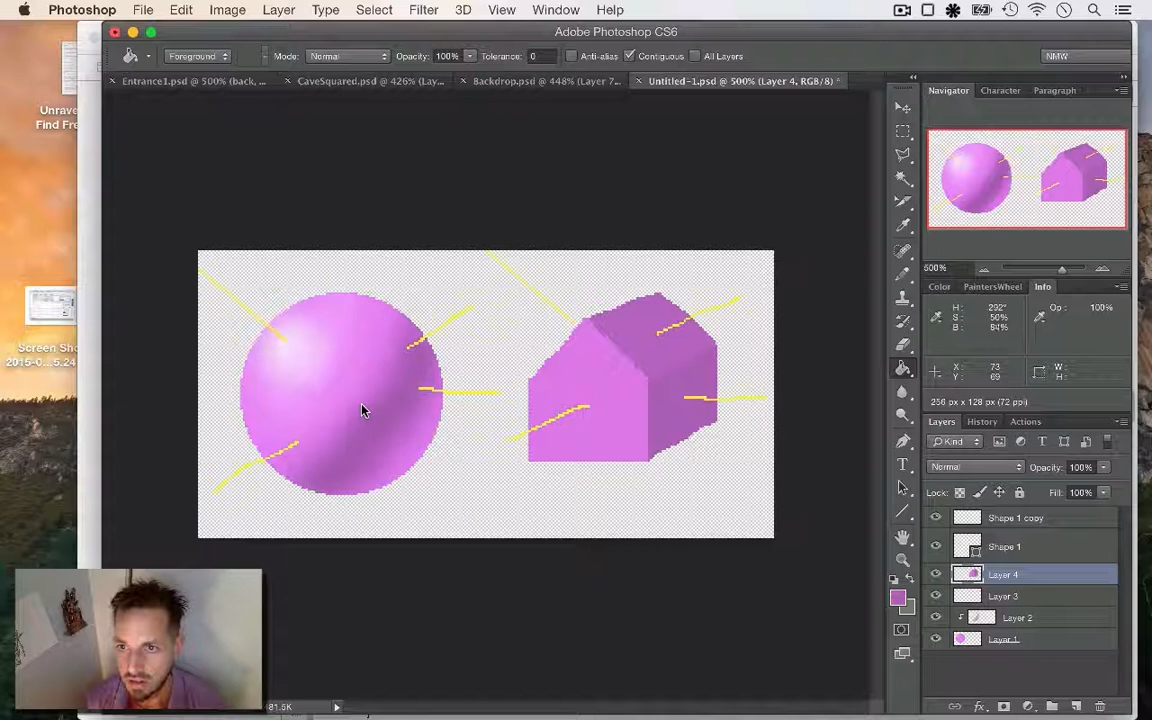 Photoshop File Edit Image Layer Type Select Filter 3D View Window Help
Adobe Photoshop CS6
Foreground Mode: Normal Opacity: 100% Tolerance: 0 Anti-alias Contiguous All Layers NMW
Entrance1.psd @ 500% (back, ... CaveSquared.psd @ 426% (Lay... Backdrop.psd @ 448% (Layer 7... Untitled-1.psd @ 500% (Layer 4, RGB/8) *
Navigator Character Paragraph
Unrave
Find Fre
Screen Sho
2015-0...5.24
500%
Color PaintersWheel Info
H: 292° Op: 100%
S: 50%
B: 84%
X: 73 W:
Y: 69 H:
256 px x 128 px (72 ppi)
Layers History Actions
Kind
Normal Opacity: 100%
Lock: Fill: 100%
Shape 1 copy
Shape 1
Layer 4
Layer 3
Layer 2
Layer 1
81.5K